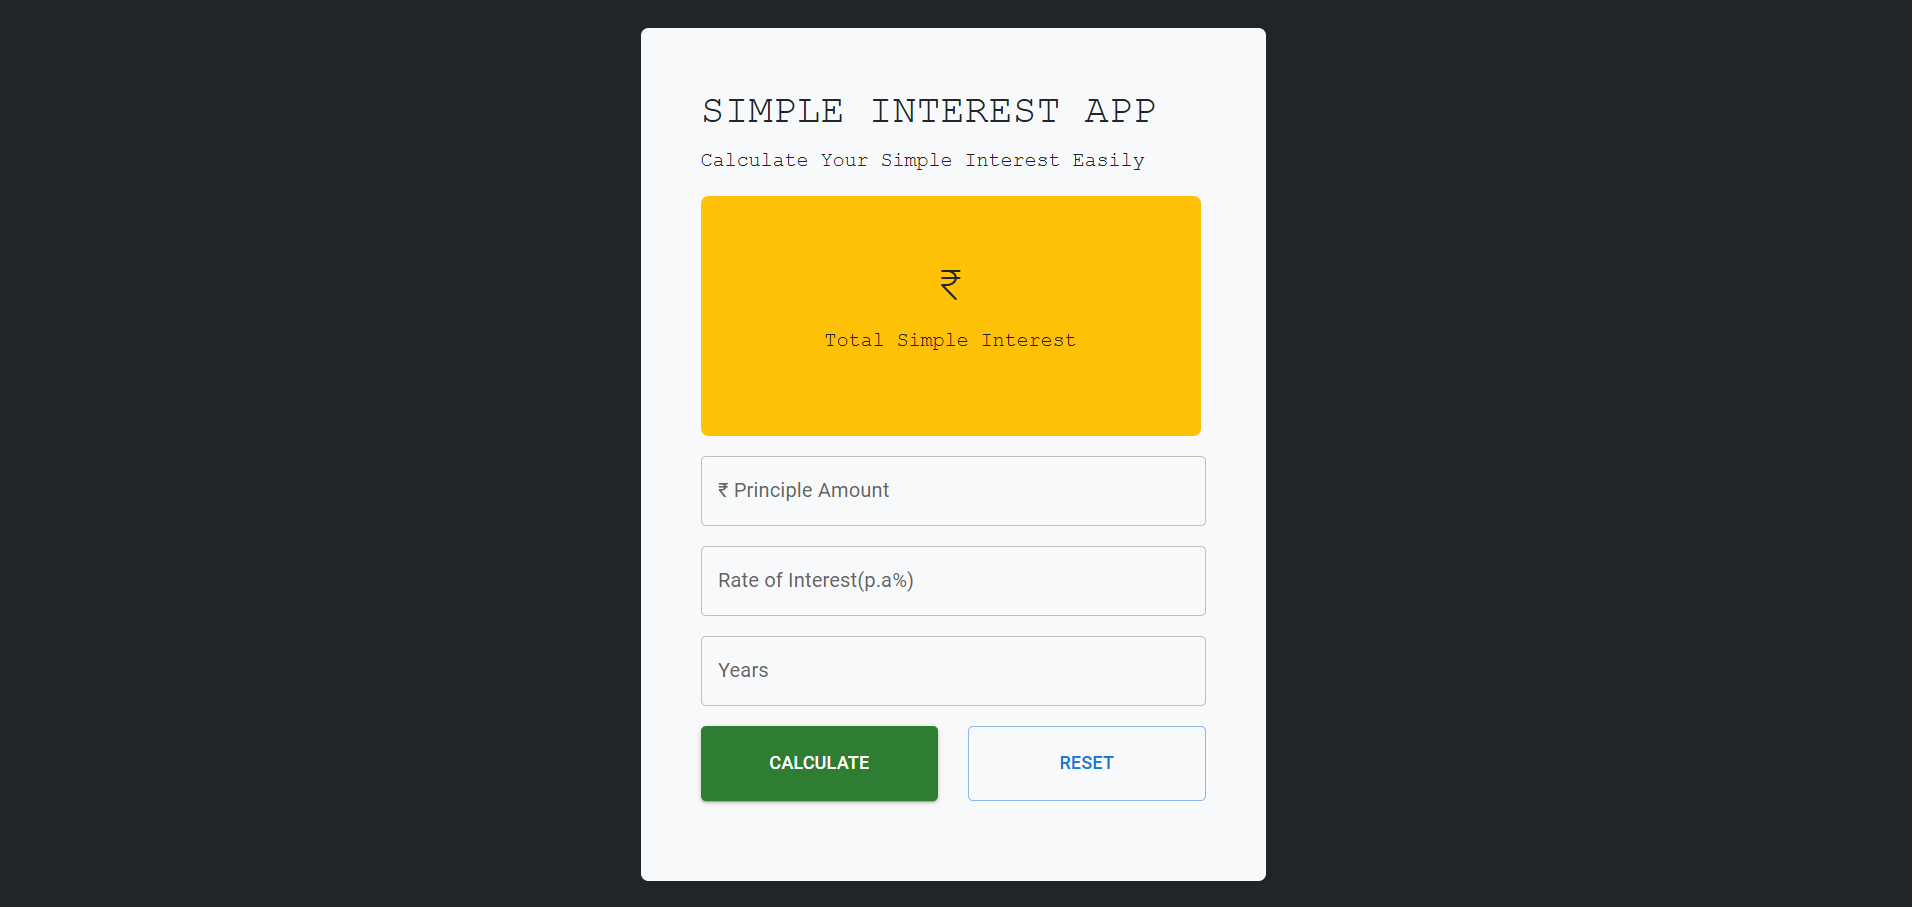 SIMPLE INTEREST APP
Calculate Your Simple Interest Easily
₹
Total Simple Interest
₹ Principle Amount
Rate of Interest(p.a%)
Years
CALCULATE
RESET